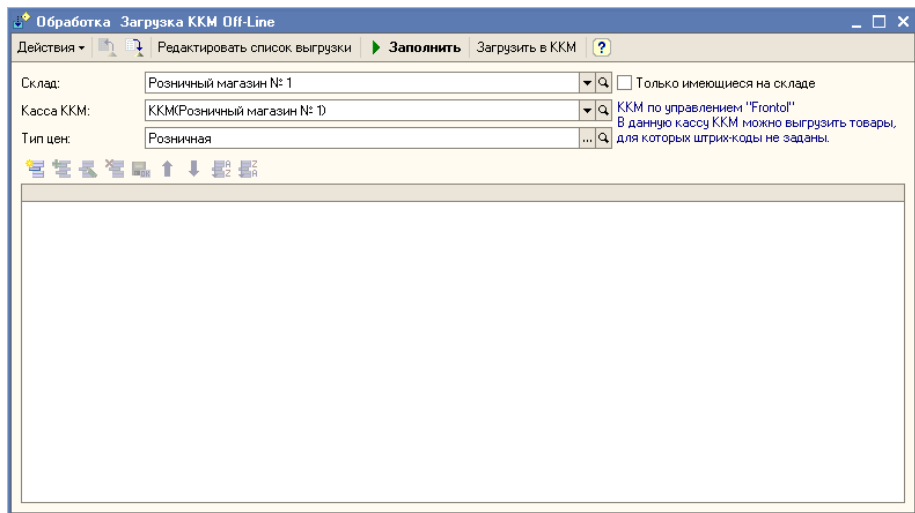 Обработка Загрузка ККМ Off-Line
Действия Редактировать список выгрузки Заполнить Загрузить в ККМ ?
Склад: Розничный магазин № 1 Только имеющиеся на складе
Касса ККМ: ККМ(Розничный магазин № 1) ККМ по управлением "Frontol"
В данную кассу ККМ можно выгрузить товары,
Тип цен: Розничная ... для которых штрих-коды не заданы.